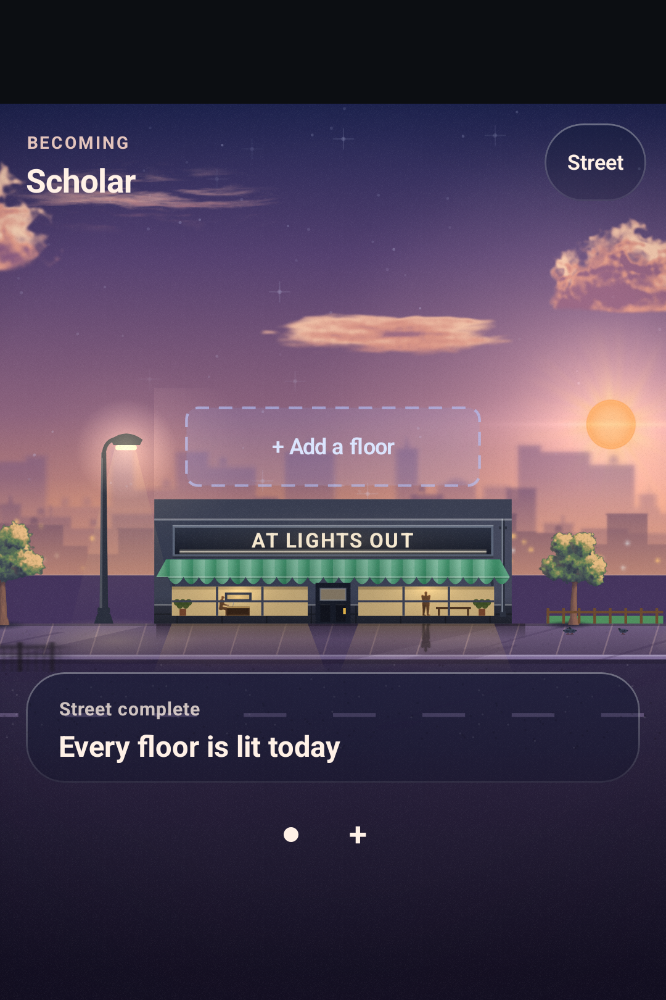 BECOMING
Scholar
Street
+ Add a floor
AT LIGHTS OUT
Street complete
Every floor is lit today
+